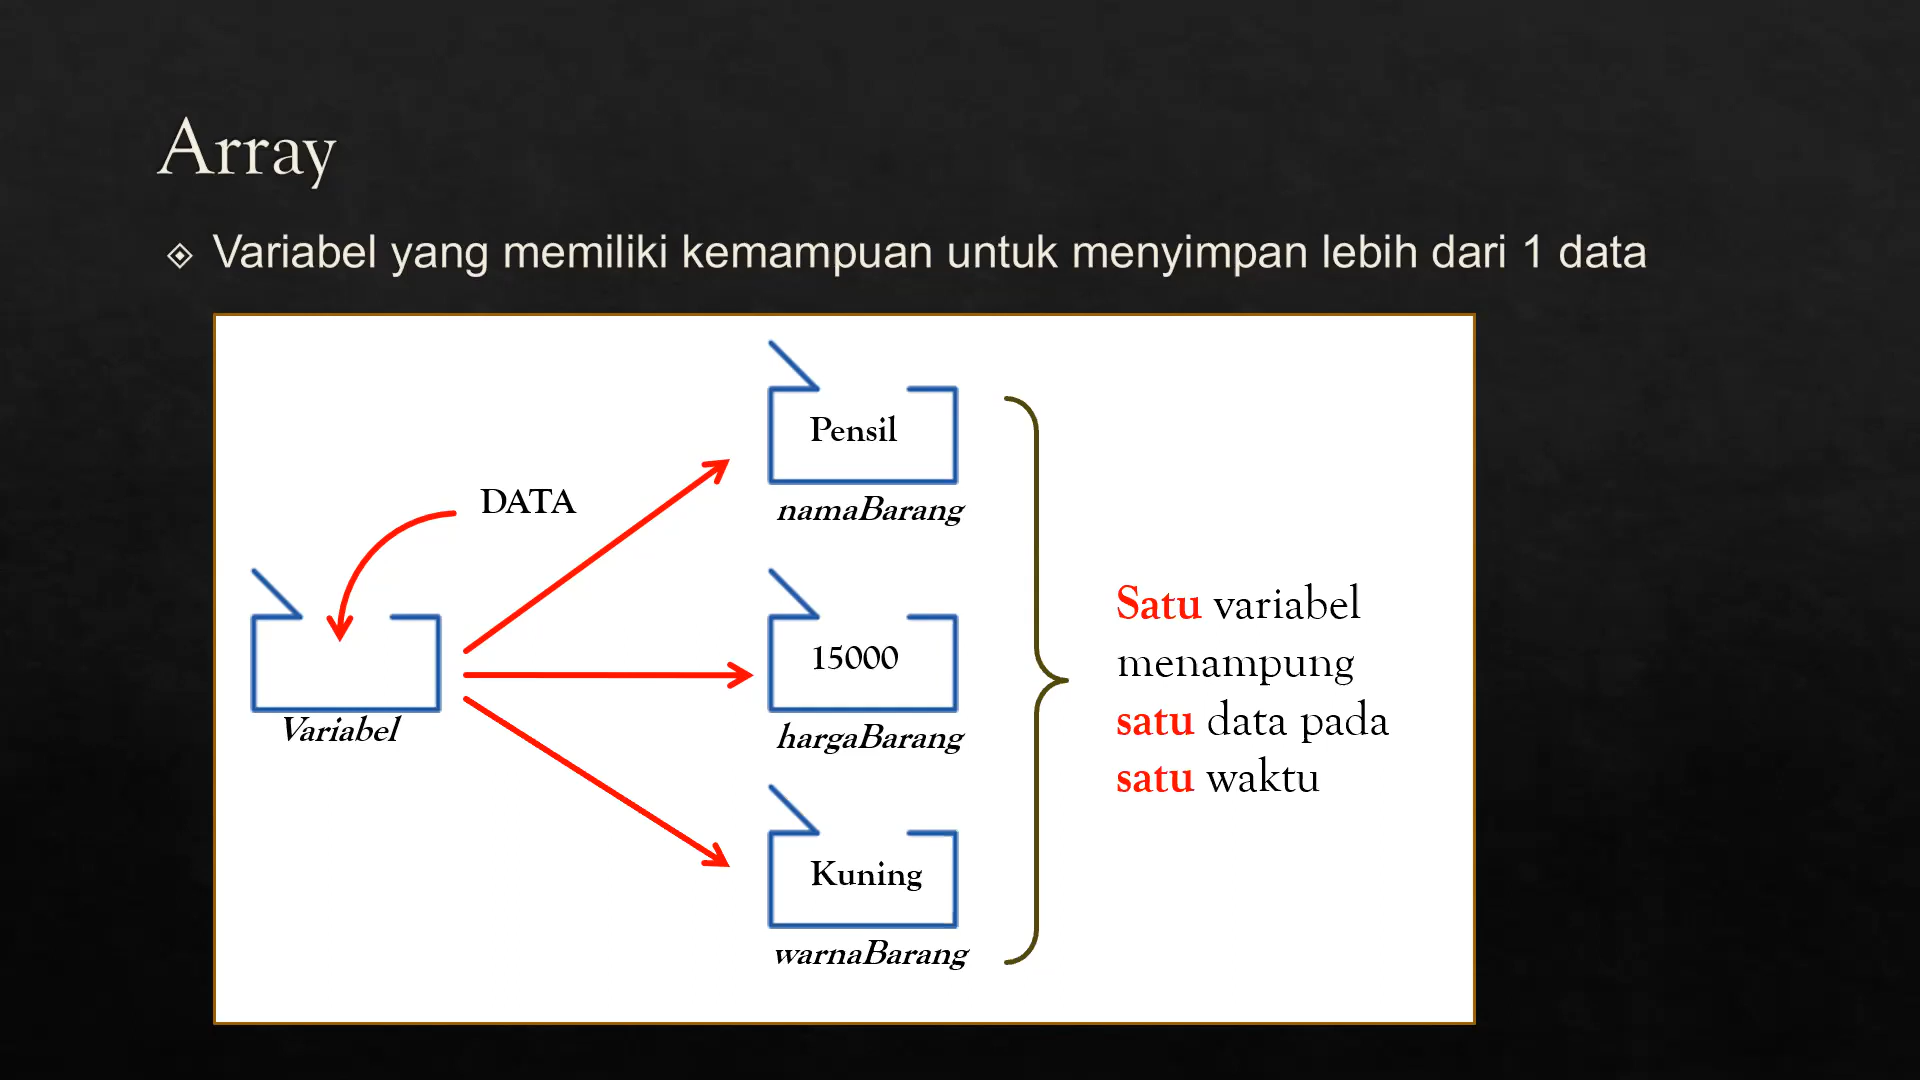 Array
Variabel yang memiliki kemampuan untuk menyimpan lebih dari 1 data
DATA
Variabel
Pensil
namaBarang
15000
hargaBarang
Kuning
warnaBarang
Satu variabel
menampung
satu data pada
satu waktu